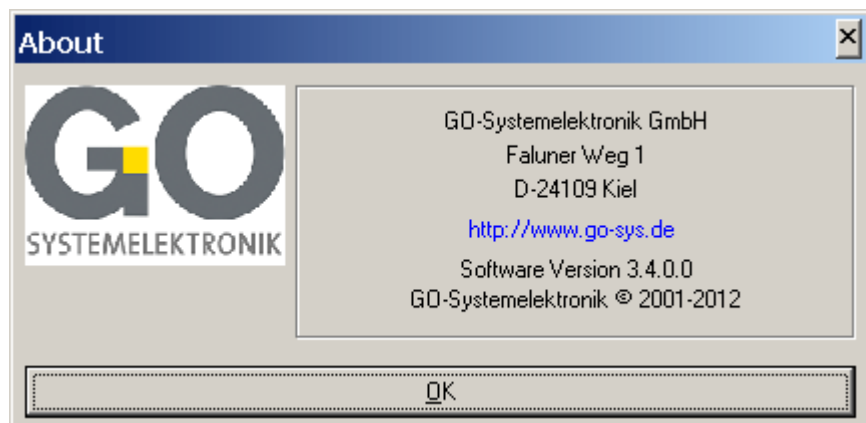 About
GO
SYSTEMELEKTRONIK
GO-Systemelektronik GmbH
Faluner Weg 1
D-24109 Kiel
http://www.go-sys.de
Software Version 3.4.0.0
GO-Systemelektronik © 2001-2012
OK